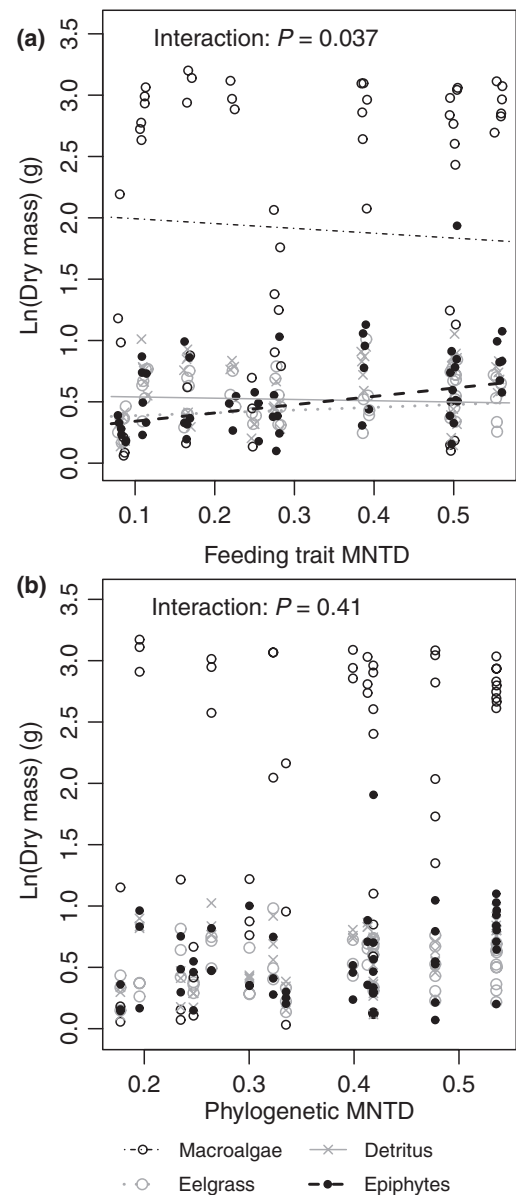 (a)
Interaction: P = 0.037
3.5
3.0
2.5
2.0
1.5
1.0
0.5
0.0
Ln(Dry mass) (g)
0.1 0.2 0.3 0.4 0.5
Feeding trait MNTD
(b)
Interaction: P = 0.41
3.5
3.0
2.5
2.0
1.5
1.0
0.5
0.0
Ln(Dry mass) (g)
0.2 0.3 0.4 0.5
Phylogenetic MNTD
Macroalgae Detritus
Eelgrass Epiphytes